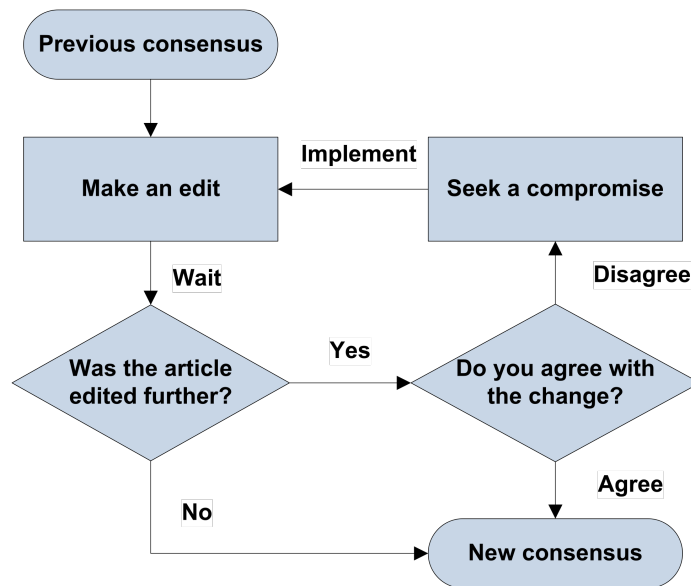 Previous consensus
Implement
Make an edit
Seek a compromise
Wait
Disagree
Was the article
edited further?
Yes
Do you agree with
the change?
No
Agree
New consensus